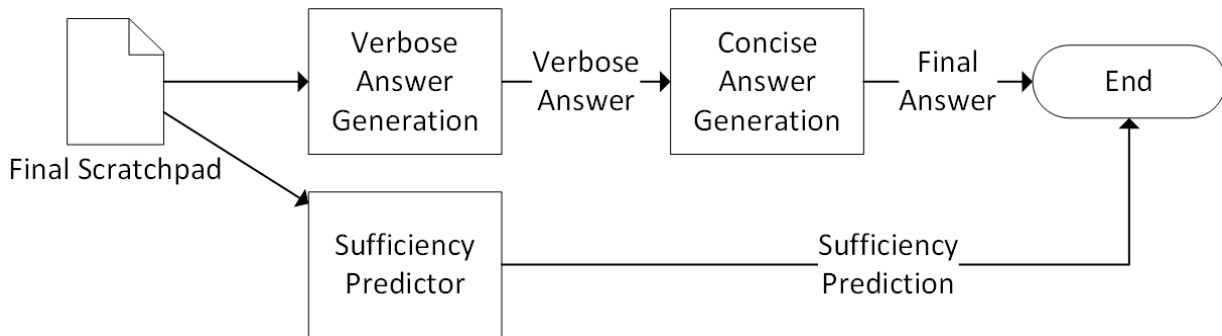 Final Scratchpad
Verbose
Answer
Generation
Verbose
Answer
Concise
Answer
Generation
Final
Answer
End
Sufficiency
Predictor
Sufficiency
Prediction